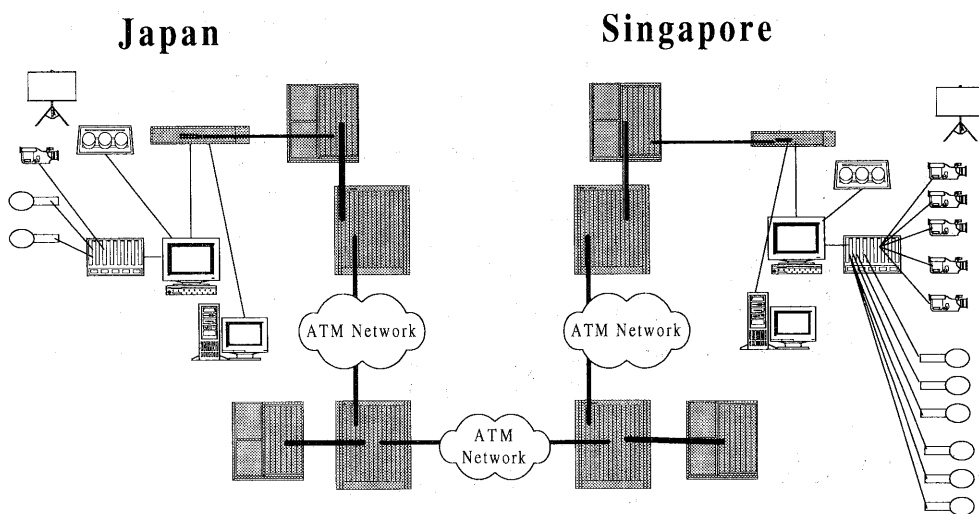 Japan
Singapore
ATM Network
ATM Network
ATM
Network